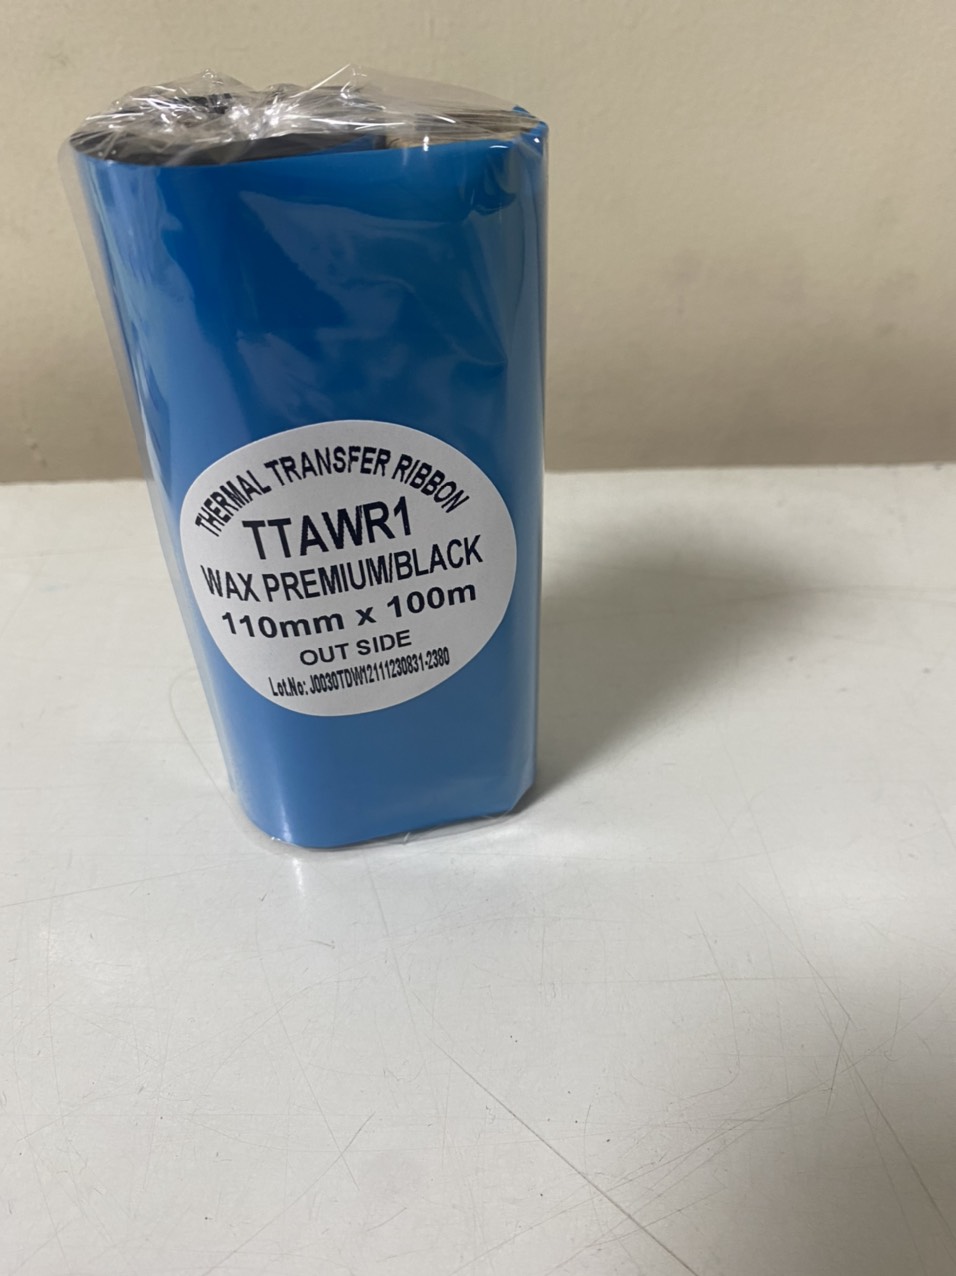 THERMAL TRANSFER RIBBON
TTAWR1
WAX PREMIUM/BLACK
110mm x 100m
OUT SIDE
Lot.No: J0030TDW12111230831-2380